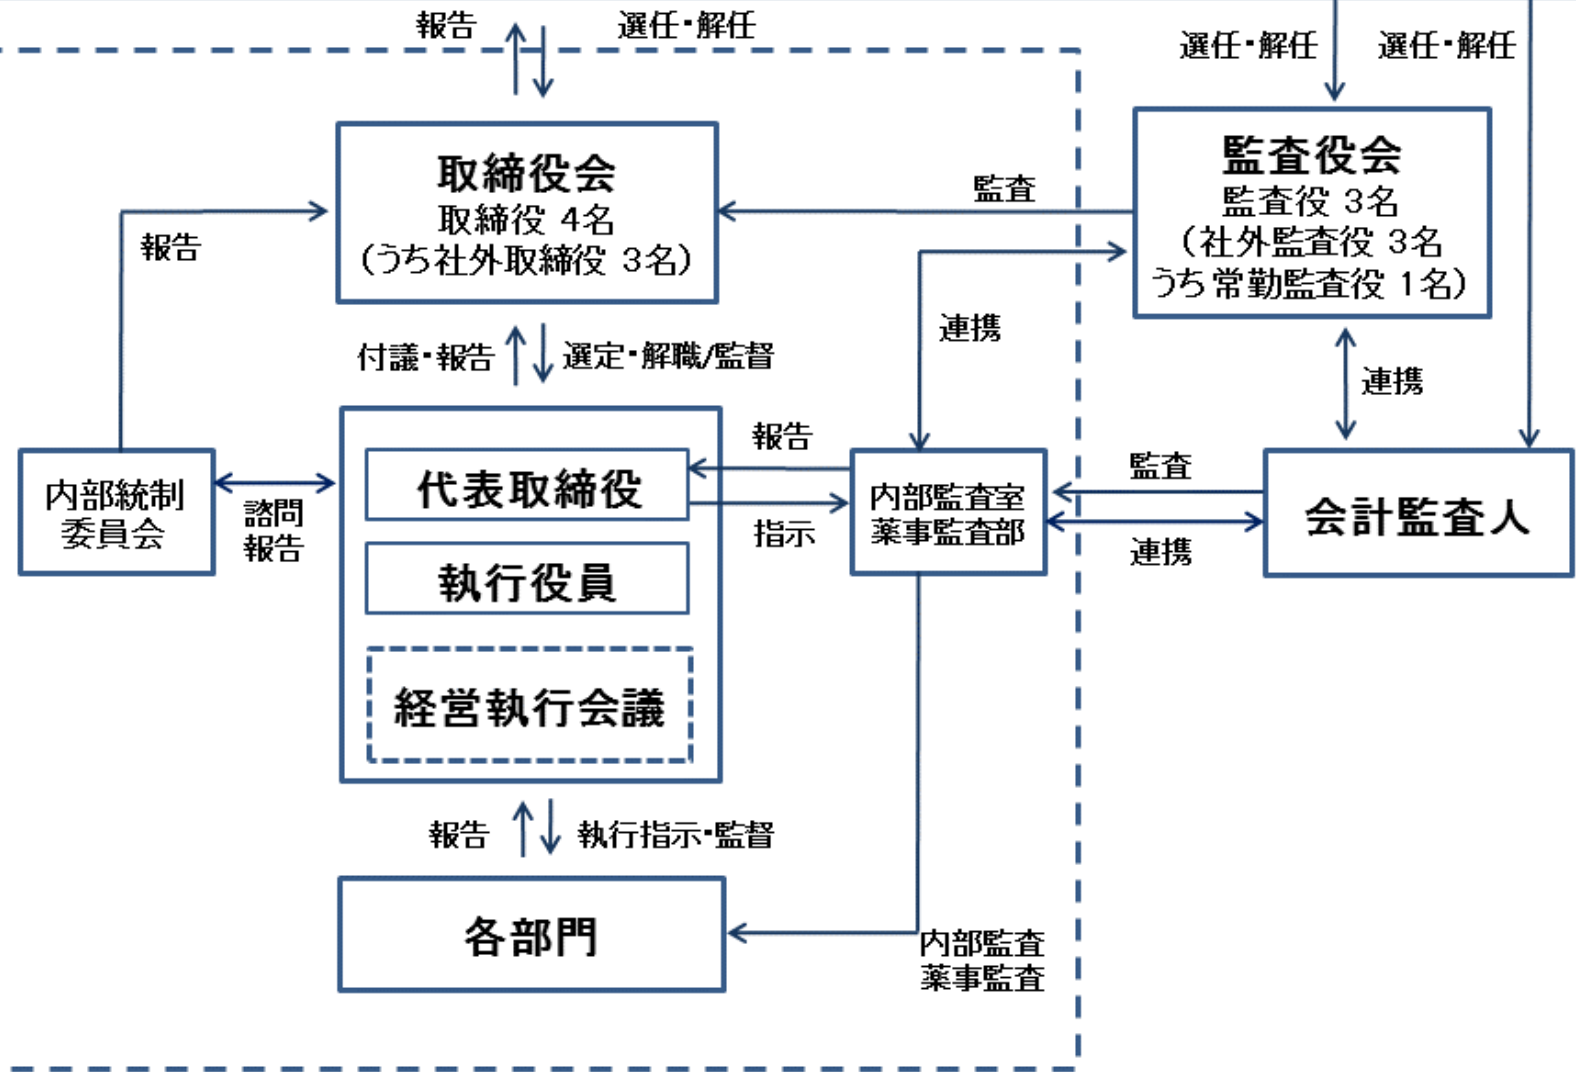 報告
選任・解任
選任・解任
選任・解任
取締役会
取締役 4名
(うち社外取締役 3名)
監査
監査役会
監査役 3名
(社外監査役 3名
うち常勤監査役 1名)
報告
連携
付議・報告
選定・解職/監督
連携
内部統制
委員会
諮問
報告
代表取締役
報告
指示
内部監査室
薬事監査部
監査
連携
会計監査人
執行役員
経営執行会議
報告
執行指示・監督
各部門
内部監査
薬事監査